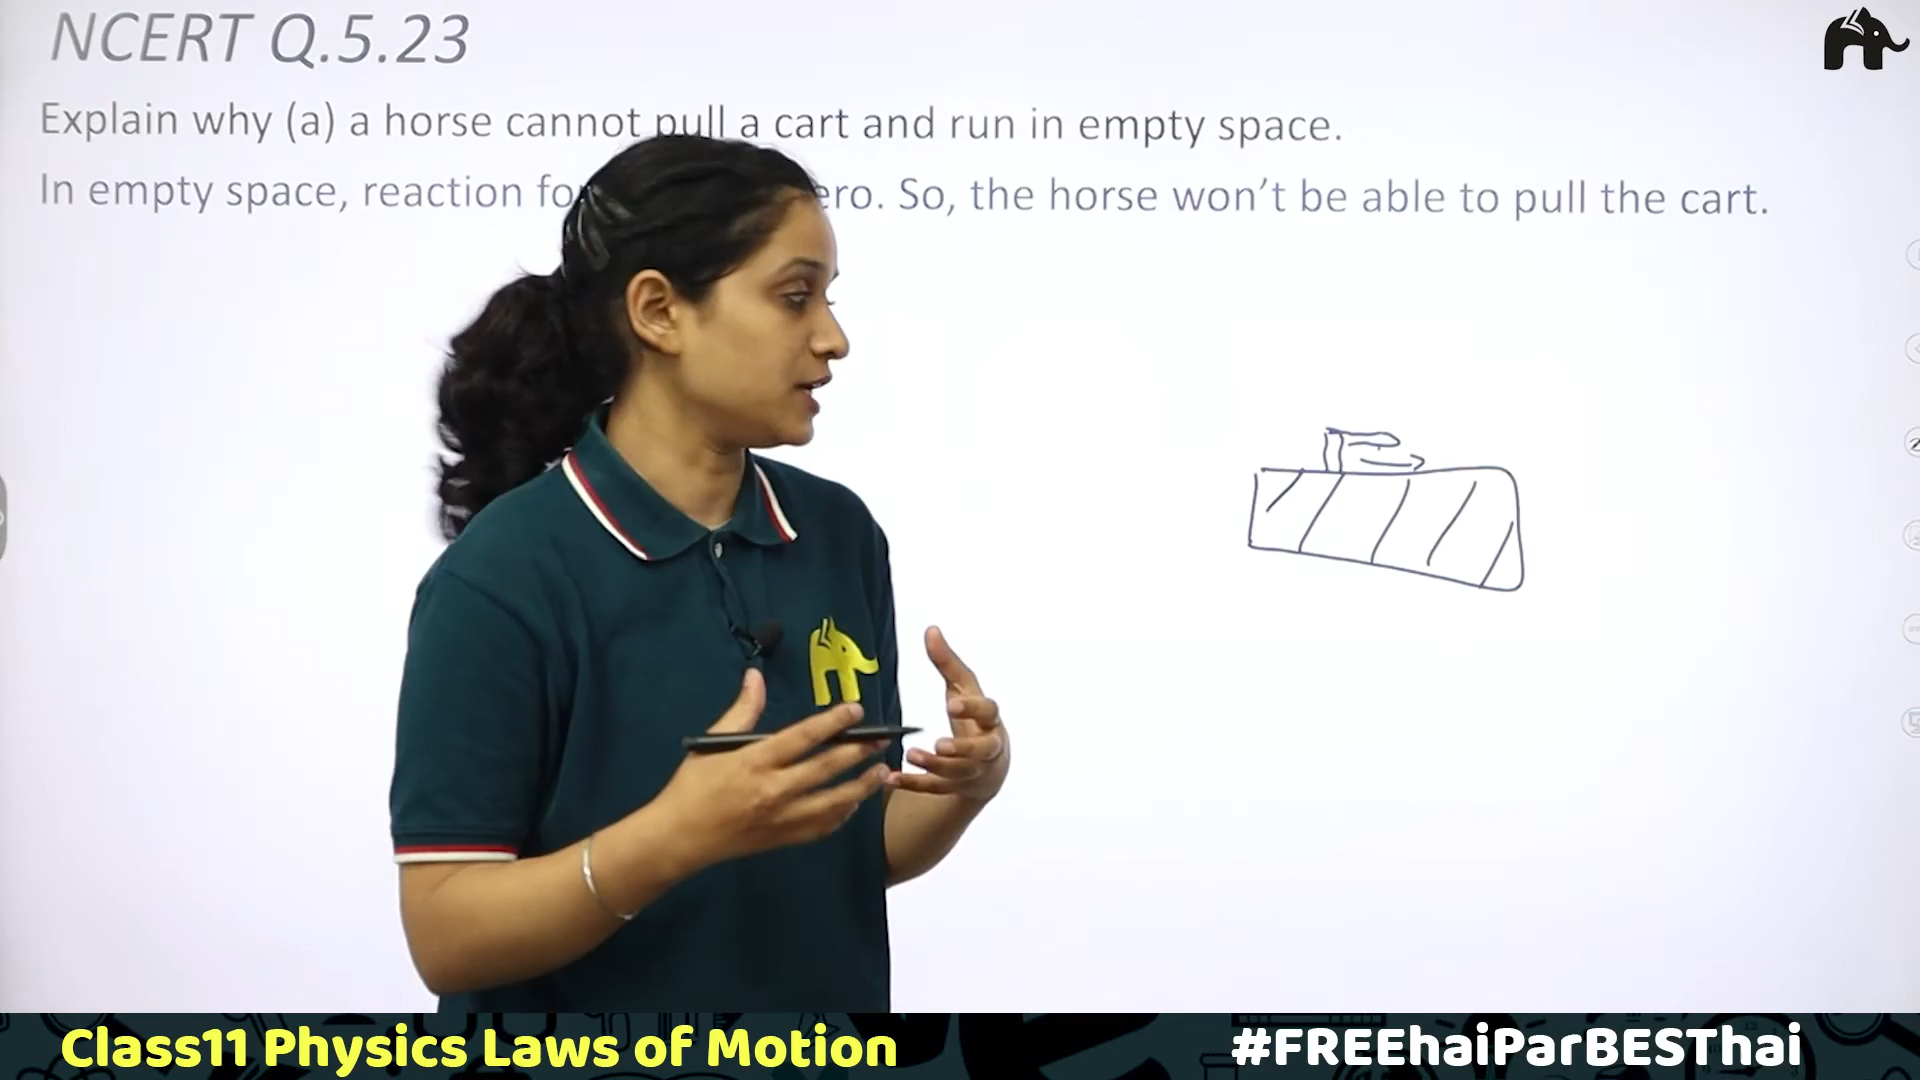 NCERT Q.5.23
Explain why (a) a horse cannot pull a cart and run in empty space.
In empty space, reaction ero. So, the horse won't be able to pull the cart.
Class11 Physics Laws of Motion
#FREEhaiParBESThai